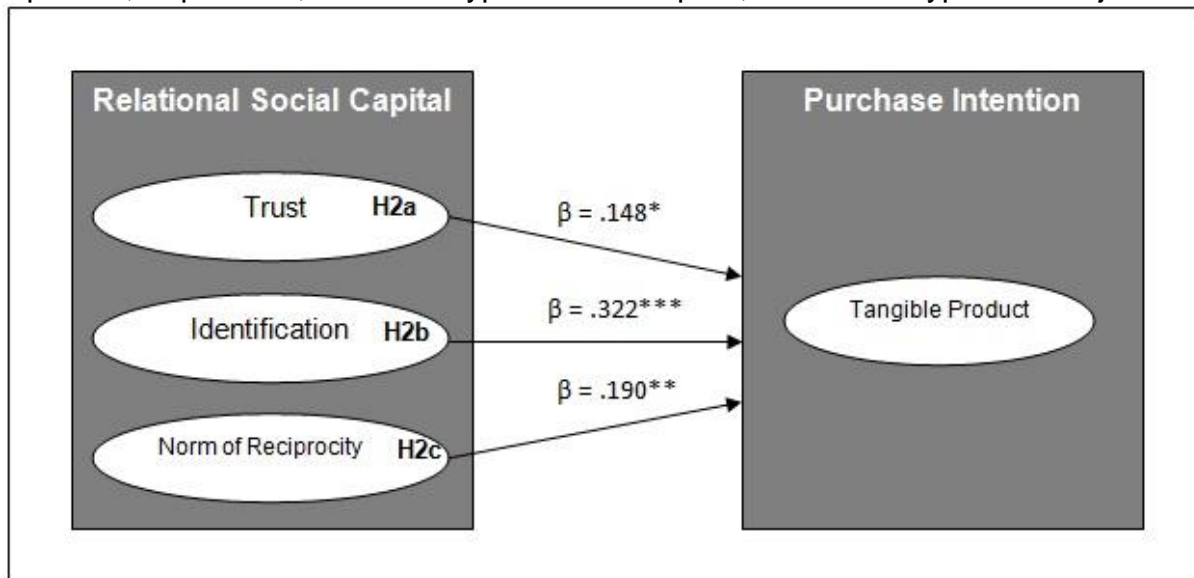 Relational Social Capital
Purchase Intention
Trust H2a
β = .148*
Identification H2b
β = .322***
Tangible Product
Norm of Reciprocity H2c
β = .190**